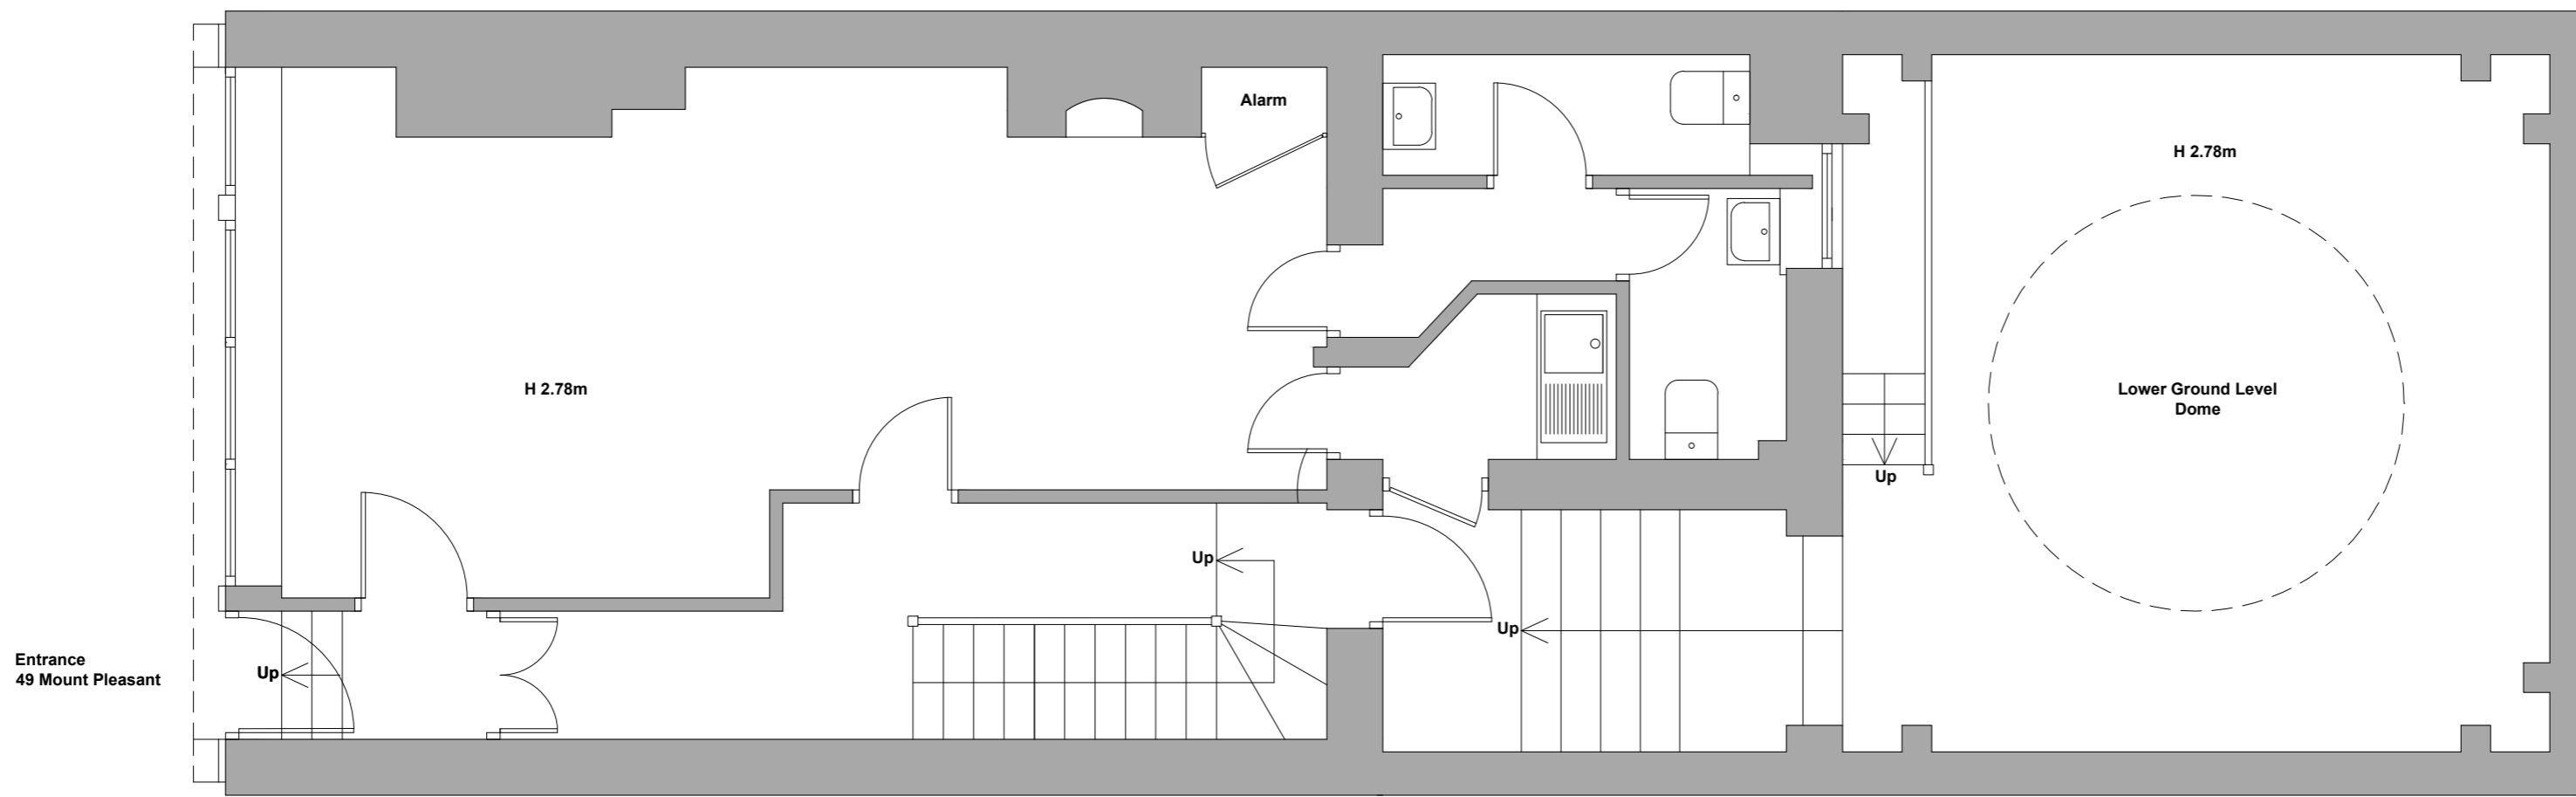 Alarm
H 2.78m
H 2.78m
Lower Ground Level
Dome
Up
Up
Up
Entrance
49 Mount Pleasant
Up